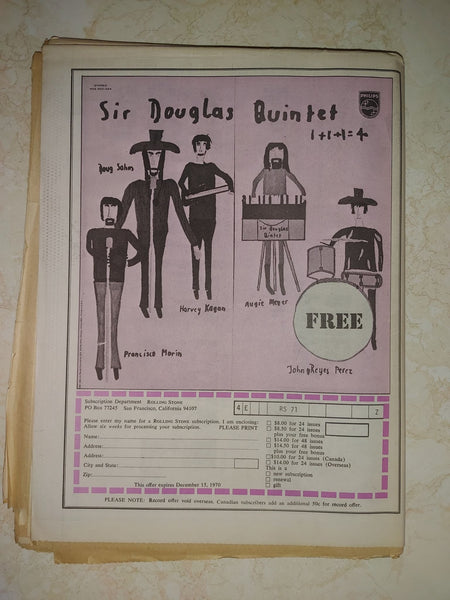 STEREO
PHILIPS
Sir Douglas Quintet
1+1+1=4
Doug Sahm
Harvey Kagan
Francisco Morin
Sir Douglas
Quintet
Augie Meyer
FREE
Johny Reyes Perez
Subscription Department ROLLING STONE
PO Box 77245 San Francisco, California 94107
4 E RS 71 Z
Please enter my name for a ROLLING STONE subscription. I am enclosing:
Allow six weeks for processing your subscription. PLEASE PRINT
Name:
Address:
Address:
City and State:
Zip:
$8.00 for 24 issues
$8.50 for 24 issues
plus your free bonus
$14.00 for 48 issues
$14.50 for 48 issues
plus your free bonus
$10.00 for 24 issues (Canada)
$14.00 for 24 issues (Overseas)
This is a
new subscription
renewal
gift
This offer expires December 15, 1970
PLEASE NOTE: Record offer void overseas. Canadian subscribers add an additional 50c for record offer.